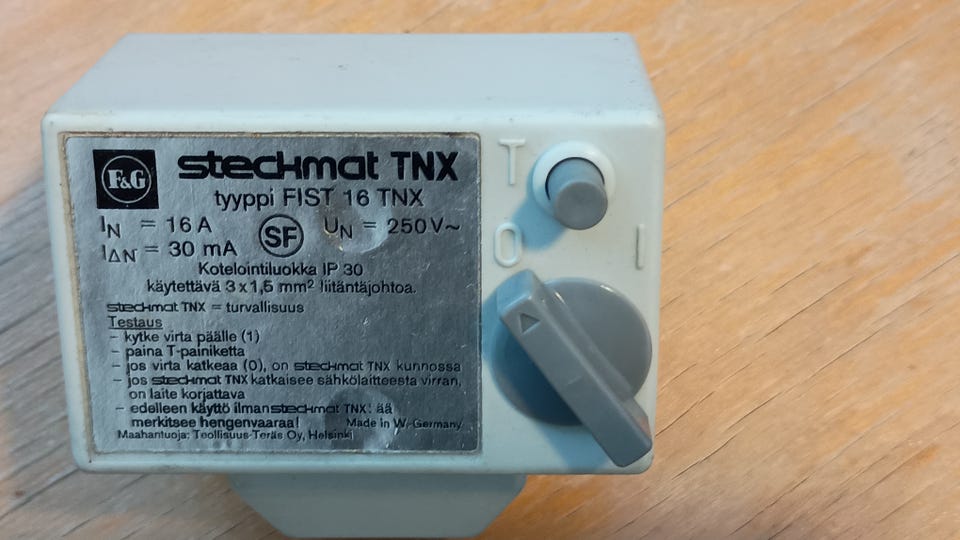 F&G
steckmat TNX
tyyppi FIST 16 TNX
IN = 16 A
SF
UN = 250V~
IΔN = 30 mA
Kotelointiluokka IP 30
käytettävä 3 x 1,5 mm² liitäntäjohtoa.
steckmat TNX = turvallisuus
Testaus
– kytke virta päälle (1)
– paina T-painiketta
– jos virta katkeaa (0), on steckmat TNX kunnossa
– jos steckmat TNX katkaisee sähkölaitteesta virran,
on laite korjattava
– edelleen käyttö ilman steckmat TNX: ää
merkitsee hengenvaaraa!
Made in W.-Germany
Maahantuoja: Teollisuus-Teräs Oy, Helsinki
T
O
I